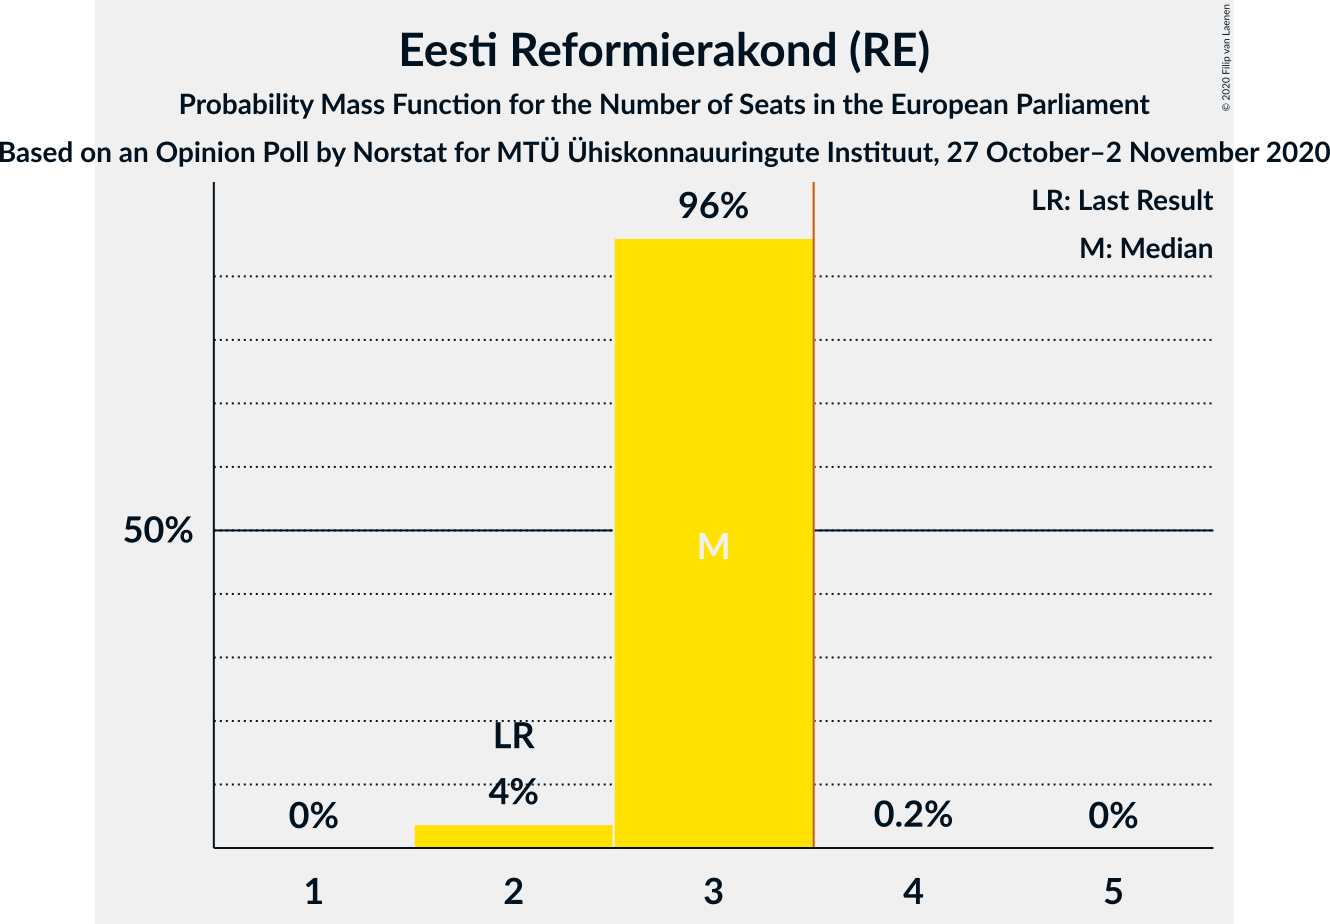 Eesti Reformierakond (RE)
Probability Mass Function for the Number of Seats in the European Parliament
Based on an Opinion Poll by Norstat for MTÜ Ühiskonnauuringute Instituut, 27 October–2 November 2020
© 2020 Filip van Laenen
LR: Last Result
M: Median
96%
50%
M
LR
4%
0%
0.2%
0%
1
2
3
4
5